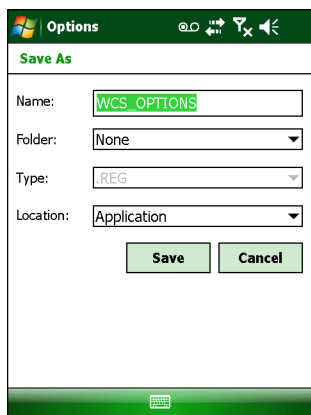 Options
Save As
Name: WCS_OPTIONS
Folder: None
Type: .REG
Location: Application
Save Cancel